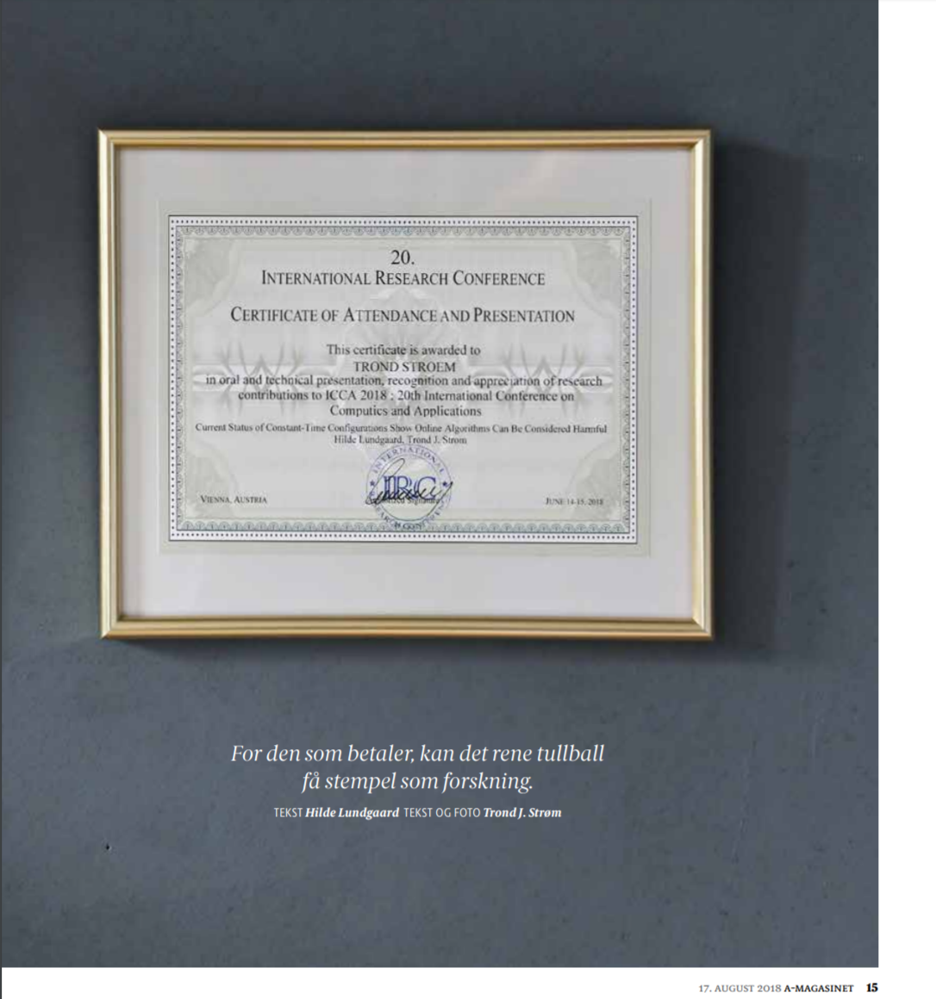 20.
INTERNATIONAL RESEARCH CONFERENCE
CERTIFICATE OF ATTENDANCE AND PRESENTATION
This certificate is awarded to
TROND STROEM
in oral and technical presentation, recognition and appreciation of research
contributions to ICCA 2018 : 20th International Conference on
Computics and Applications
Current Status of Constant-Time Configurations Show Online Algorithms Can Be Considered Harmful
Hilde Lundgaard, Trond J. Strom
INTERNATIONAL
IRC
Signature
VIENNA, AUSTRIA
JUNE 14-15, 2018
For den som betaler, kan det rene tullball
få stempel som forskning.
TEKST Hilde Lundgaard TEKST OG FOTO Trond J. Strøm
17. AUGUST 2018 A-MAGASINET 15